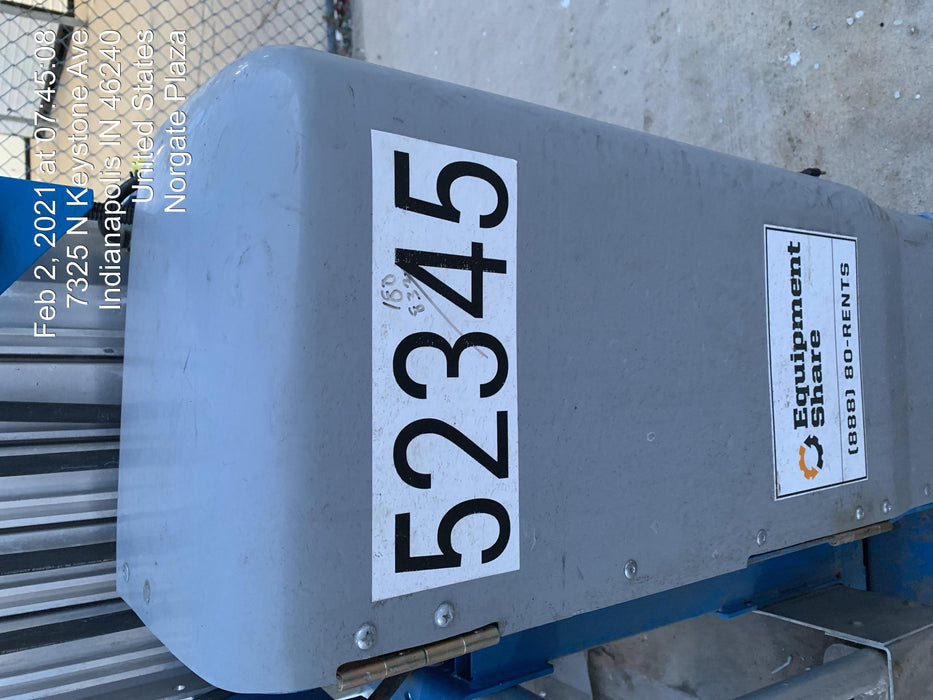 Feb 2, 2021 at 07:45:08
7325 N Keystone Ave
Indianapolis IN 46240
United States
Norgate Plaza
52345
180
Equipment
Share
(888) 80-RENTS